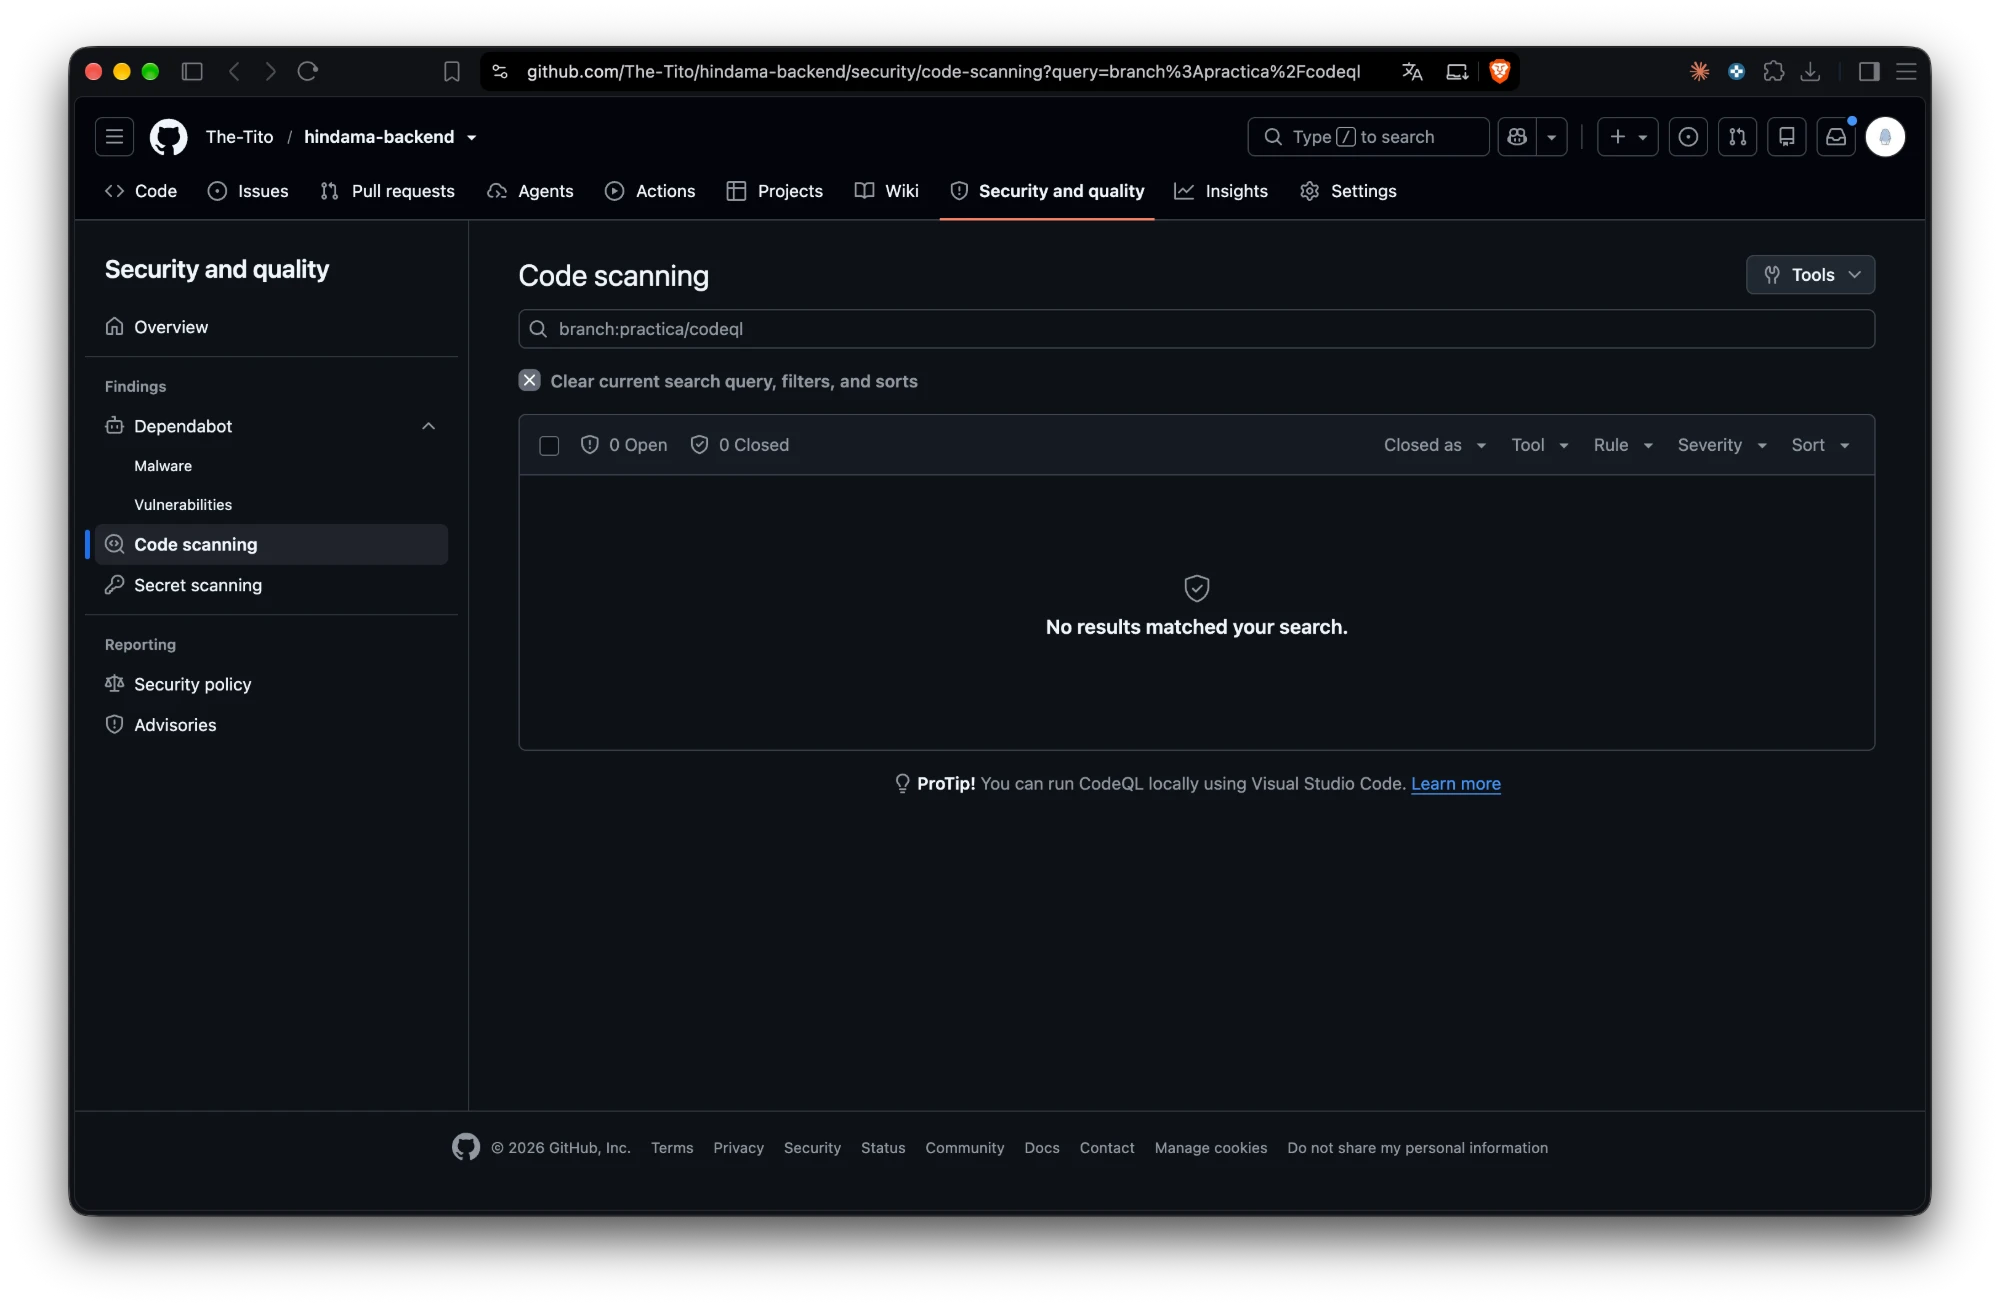 github.com/The-Tito/hindama-backend/security/code-scanning?query=branch%3Apractica%2Fcodeql
The-Tito / hindama-backend
Type / to search
Code
Issues
Pull requests
Agents
Actions
Projects
Wiki
Security and quality
Insights
Settings
Security and quality
Overview
Findings
Dependabot
Malware
Vulnerabilities
Code scanning
Secret scanning
Reporting
Security policy
Advisories
Code scanning
Tools
branch:practica/codeql
Clear current search query, filters, and sorts
0 Open
0 Closed
Closed as
Tool
Rule
Severity
Sort
No results matched your search.
ProTip! You can run CodeQL locally using Visual Studio Code. Learn more
© 2026 GitHub, Inc.
Terms
Privacy
Security
Status
Community
Docs
Contact
Manage cookies
Do not share my personal information